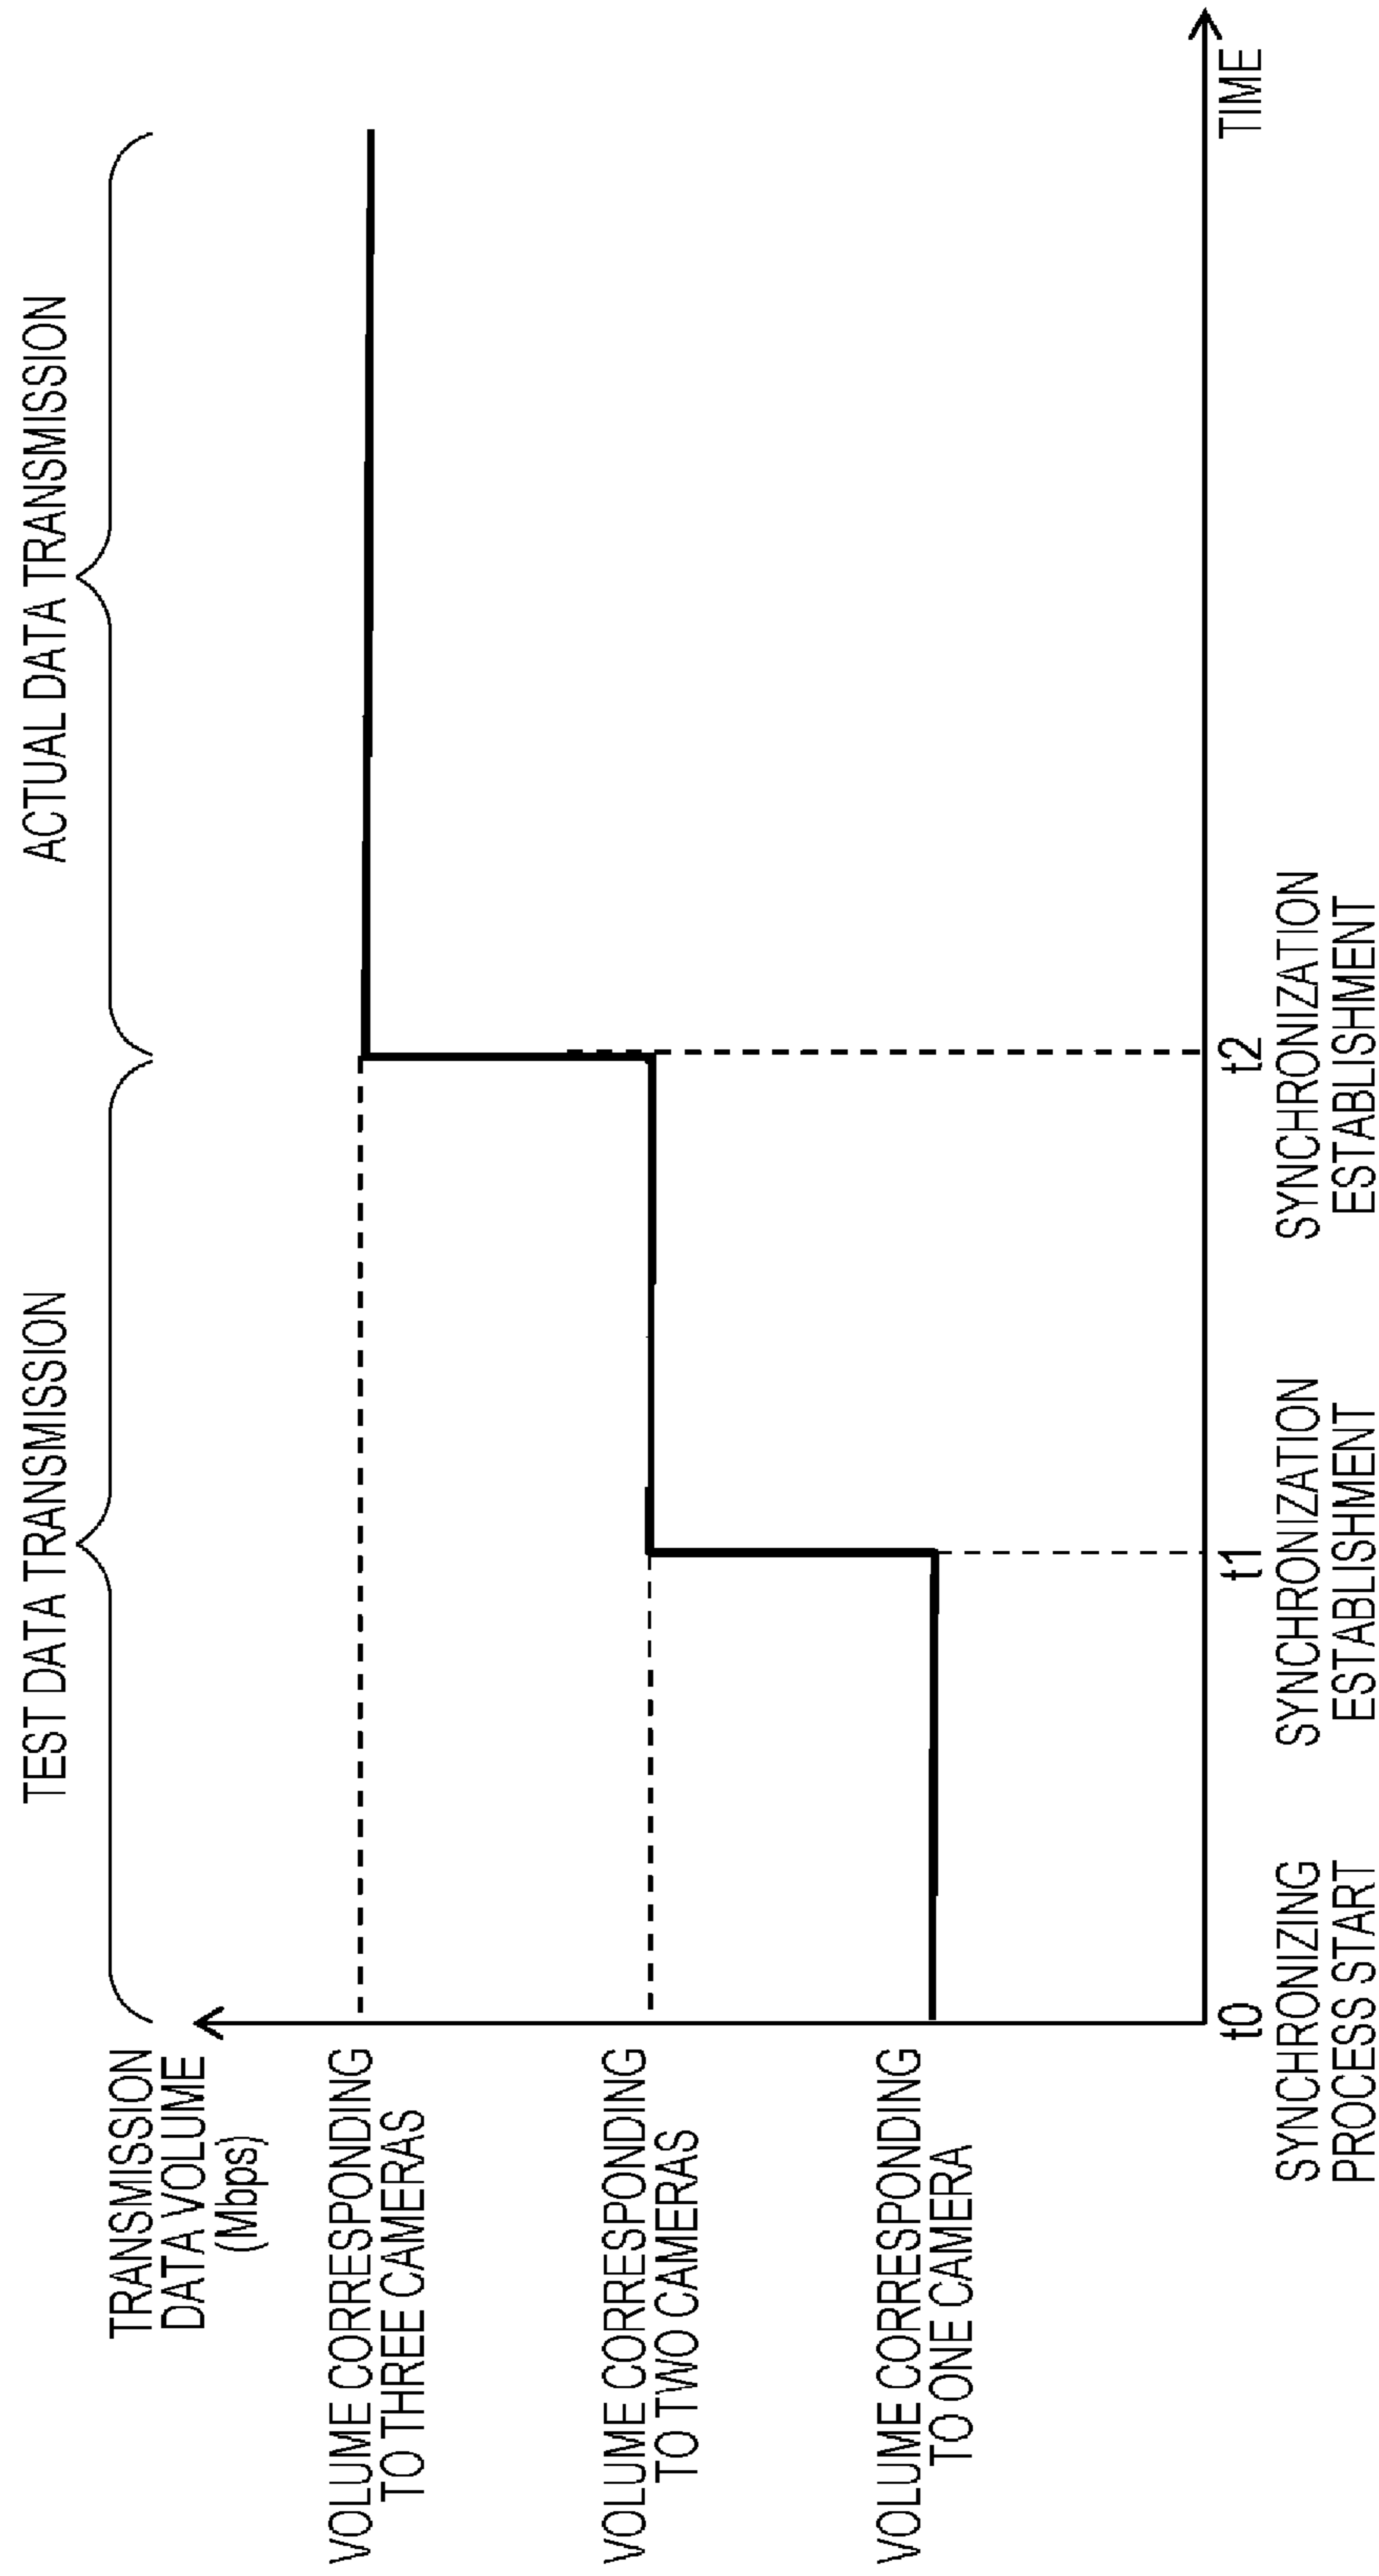 TEST DATA TRANSMISSION
ACTUAL DATA TRANSMISSION
TRANSMISSION
DATA VOLUME
(Mbps)
VOLUME CORRESPONDING
TO THREE CAMERAS
VOLUME CORRESPONDING
TO TWO CAMERAS
VOLUME CORRESPONDING
TO ONE CAMERA
t0
t1
t2
TIME
SYNCHRONIZING
PROCESS START
SYNCHRONIZATION
ESTABLISHMENT
SYNCHRONIZATION
ESTABLISHMENT